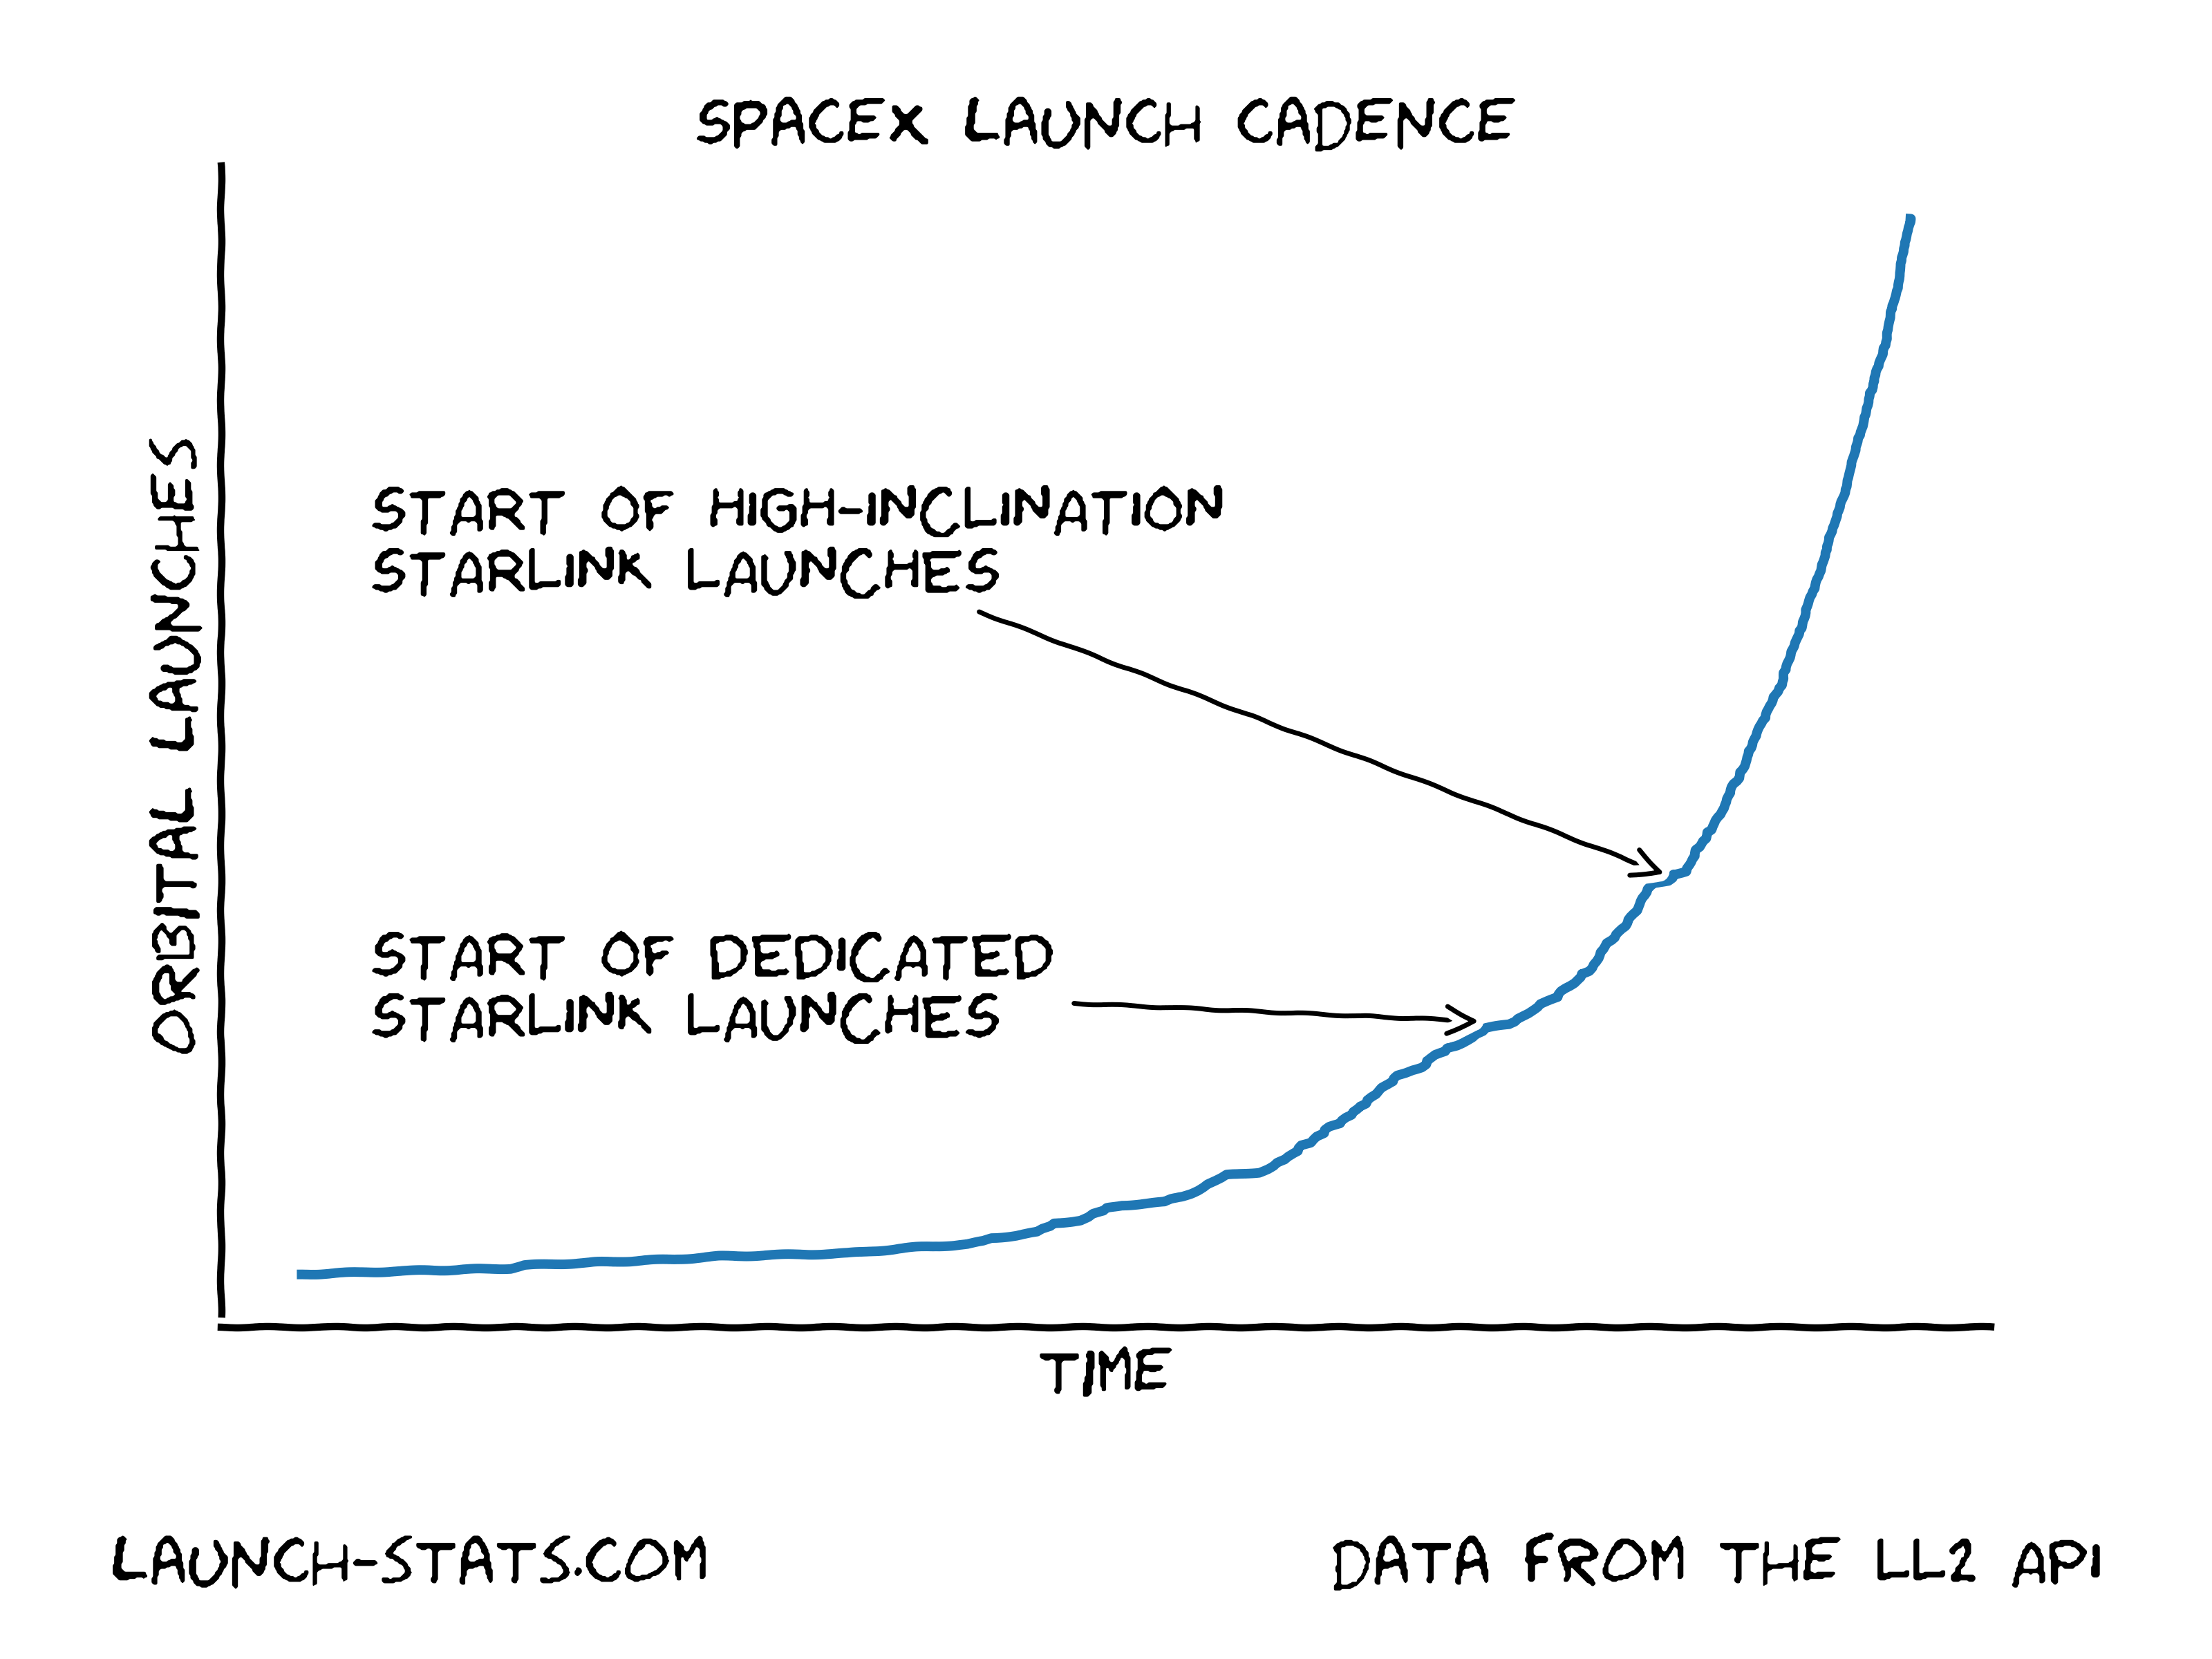 SPACEX LAUNCH CADENCE
ORBITAL LAUNCHES
START OF HIGH-INCLINATION
STARLINK LAUNCHES
START OF DEDICATED
STARLINK LAUNCHES
TIME
LAUNCH-STATS.COM
DATA FROM THE LL2 API